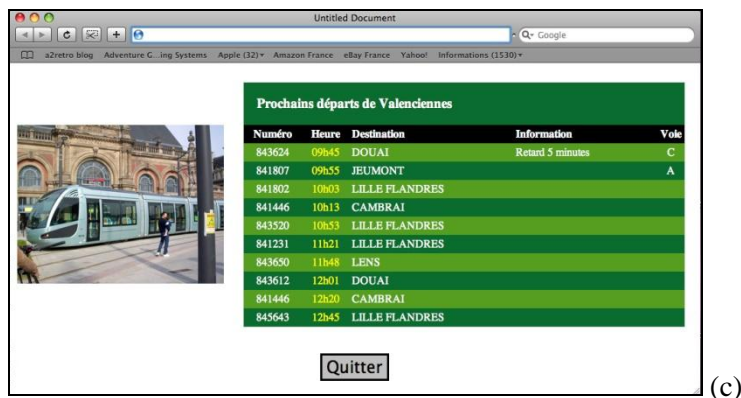 Untitled Document
Google
a2retro blog Adventure G...ing Systems Apple (32) Amazon France eBay France Yahoo! Informations (1530)
Prochains départs de Valenciennes
Numéro Heure Destination Information Voie
843624 09h45 DOUAI Retard 5 minutes C
841807 09h55 JEUMONT A
841802 10h03 LILLE FLANDRES
841446 10h13 CAMBRAI
843520 10h53 LILLE FLANDRES
841231 11h21 LILLE FLANDRES
843650 11h48 LENS
843612 12h01 DOUAI
841446 12h20 CAMBRAI
845643 12h45 LILLE FLANDRES
Quitter
(c)